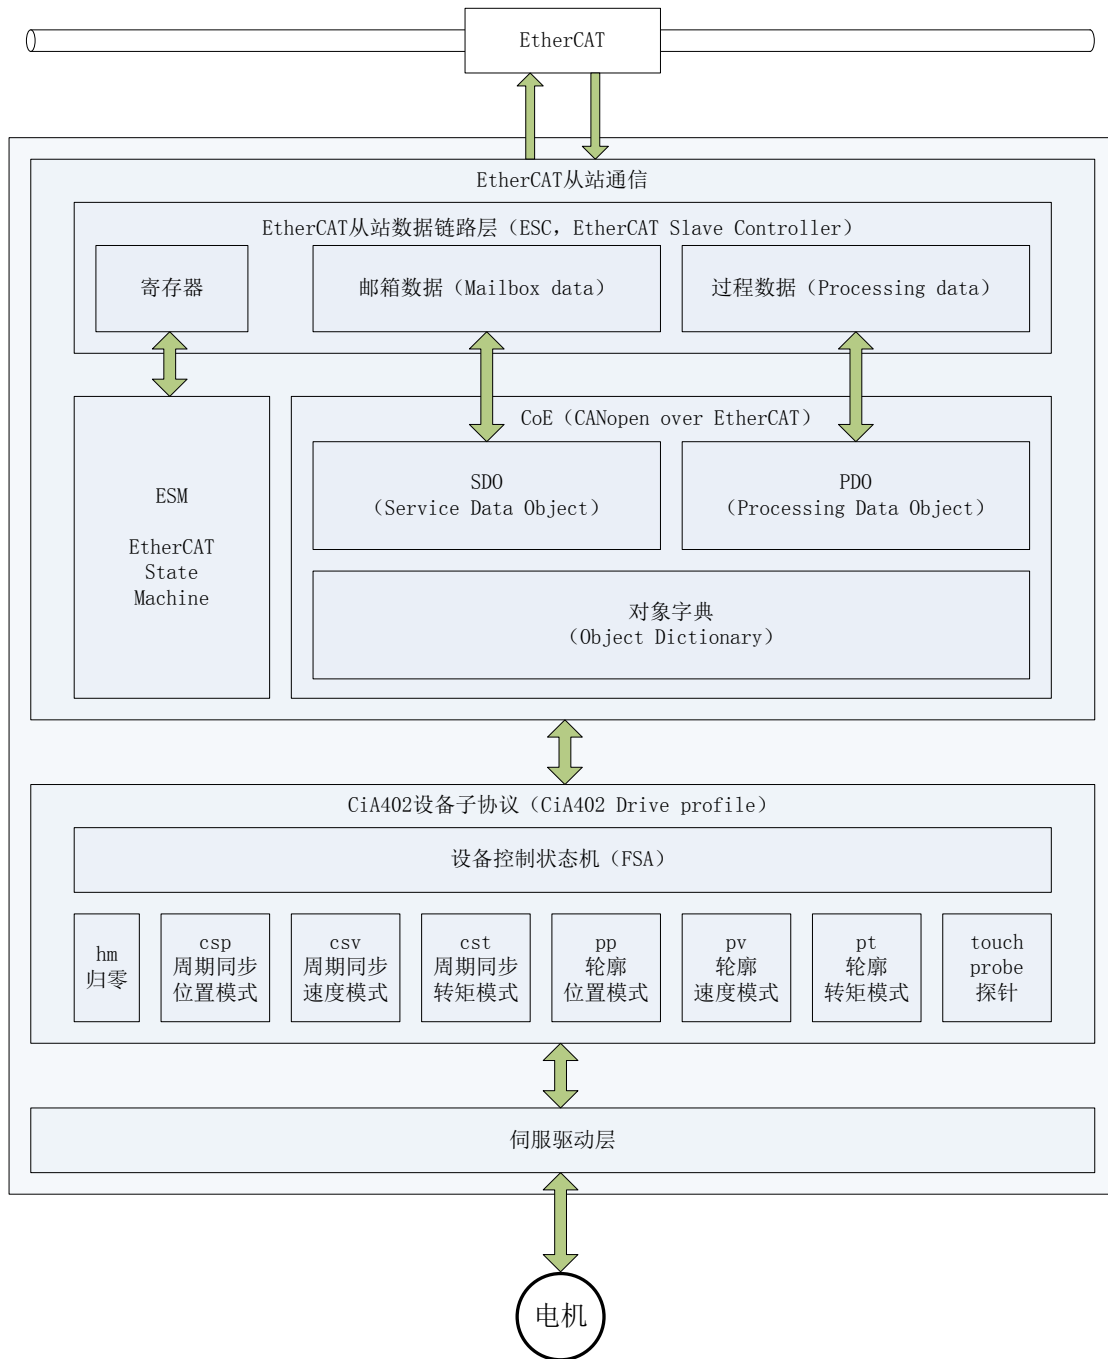 EtherCAT
EtherCAT从站通信
EtherCAT从站数据链路层（ESC，EtherCAT Slave Controller）
寄存器
邮箱数据（Mailbox data）
过程数据（Processing data）
ESM
EtherCAT
State
Machine
CoE（CANopen over EtherCAT）
SDO
（Service Data Object）
PDO
（Processing Data Object）
对象字典
（Object Dictionary）
CiA402设备子协议（CiA402 Drive profile）
设备控制状态机（FSA）
hm
归零
csp
周期同步
位置模式
csv
周期同步
速度模式
cst
周期同步
转矩模式
pp
轮廓
位置模式
pv
轮廓
速度模式
pt
轮廓
转矩模式
touch
probe
探针
伺服驱动层
电机